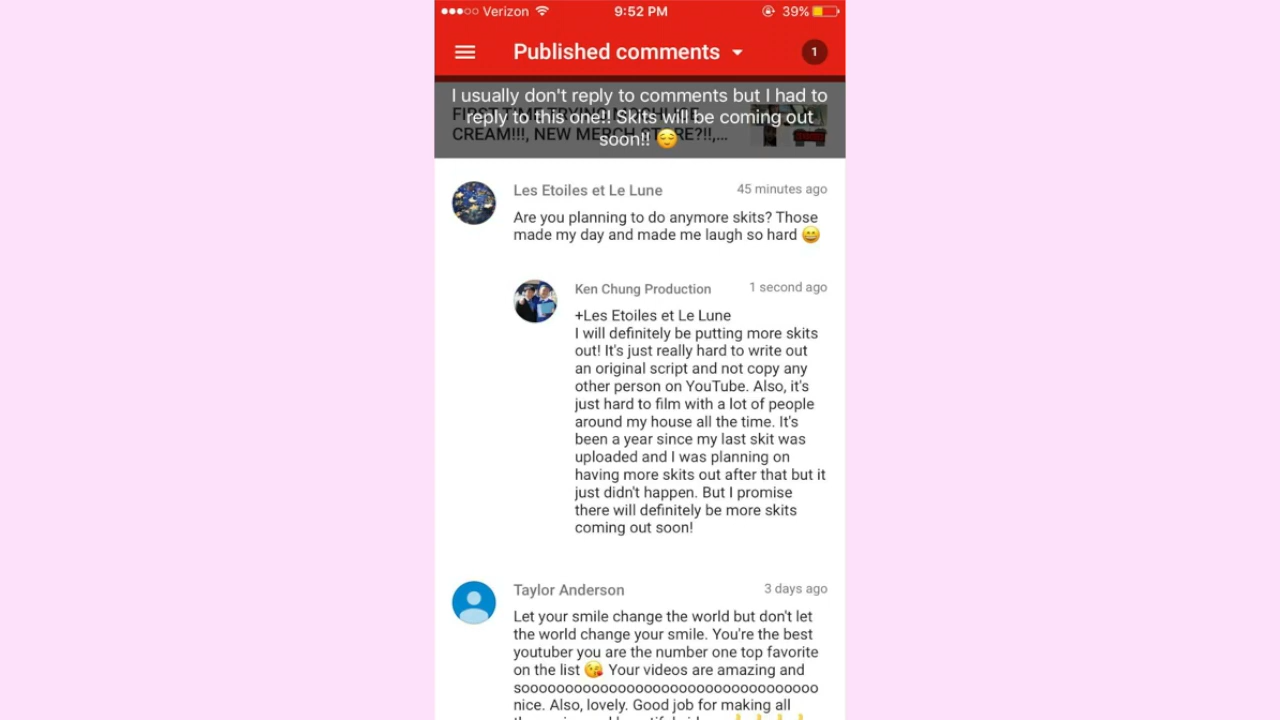 Verizon 9:52 PM 39%
Published comments 1
I usually don't reply to comments but I had to
reply to this one!! Skits will be coming out
soon!! 😌
FIRST TIME TRYING CREAM!!!, NEW MERCH STORE?!!,...
Les Etoiles et Le Lune 45 minutes ago
Are you planning to do anymore skits? Those
made my day and made me laugh so hard 😄
Ken Chung Production 1 second ago
+Les Etoiles et Le Lune
I will definitely be putting more skits
out! It's just really hard to write out
an original script and not copy any
other person on YouTube. Also, it's
just hard to film with a lot of people
around my house all the time. It's
been a year since my last skit was
uploaded and I was planning on
having more skits out after that but it
just didn't happen. But I promise
there will definitely be more skits
coming out soon!
Taylor Anderson 3 days ago
Let your smile change the world but don't let
the world change your smile. You're the best
youtuber you are the number one top favorite
on the list 😘 Your videos are amazing and
sooooooooooooooooooooooooooooooooo
nice. Also, lovely. Good job for making all